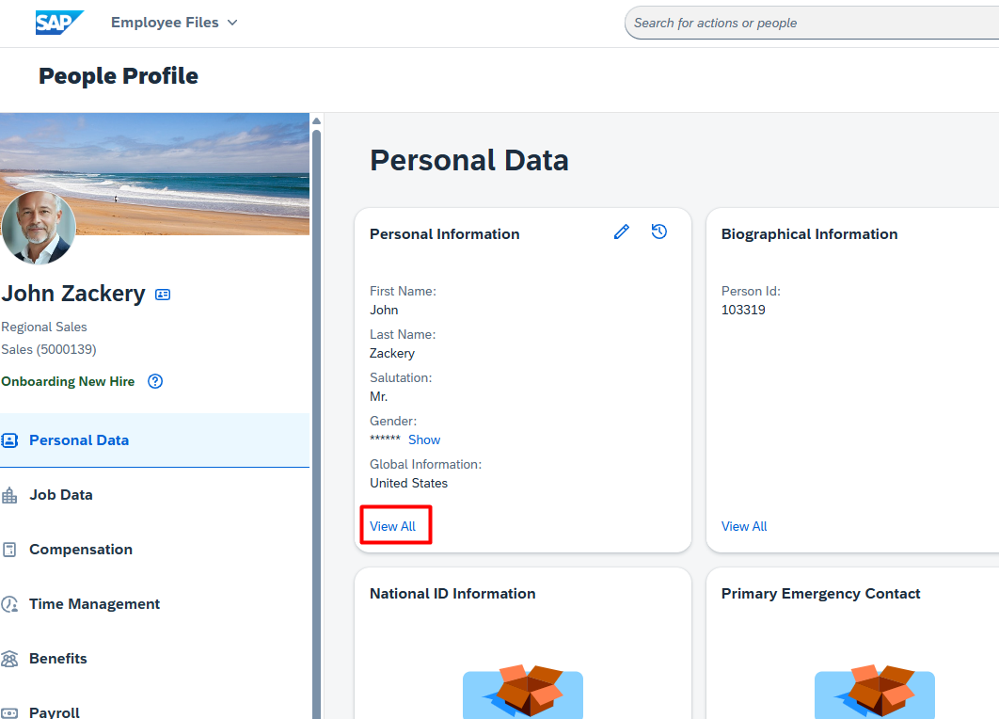 SAP Employee Files
Search for actions or people
People Profile
John Zackery
Regional Sales
Sales (5000139)
Onboarding New Hire
Personal Data
Job Data
Compensation
Time Management
Benefits
Payroll
Personal Data
Personal Information
First Name:
John
Last Name:
Zackery
Salutation:
Mr.
Gender:
****** Show
Global Information:
United States
View All
Biographical Information
Person Id:
103319
View All
National ID Information
Primary Emergency Contact